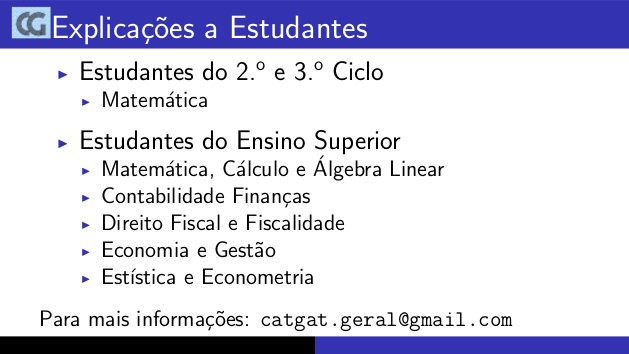 CG Explicações a Estudantes
Estudantes do 2.º e 3.º Ciclo
Matemática
Estudantes do Ensino Superior
Matemática, Cálculo e Álgebra Linear
Contabilidade Finanças
Direito Fiscal e Fiscalidade
Economia e Gestão
Estística e Econometria
Para mais informações: catgat.geral@gmail.com